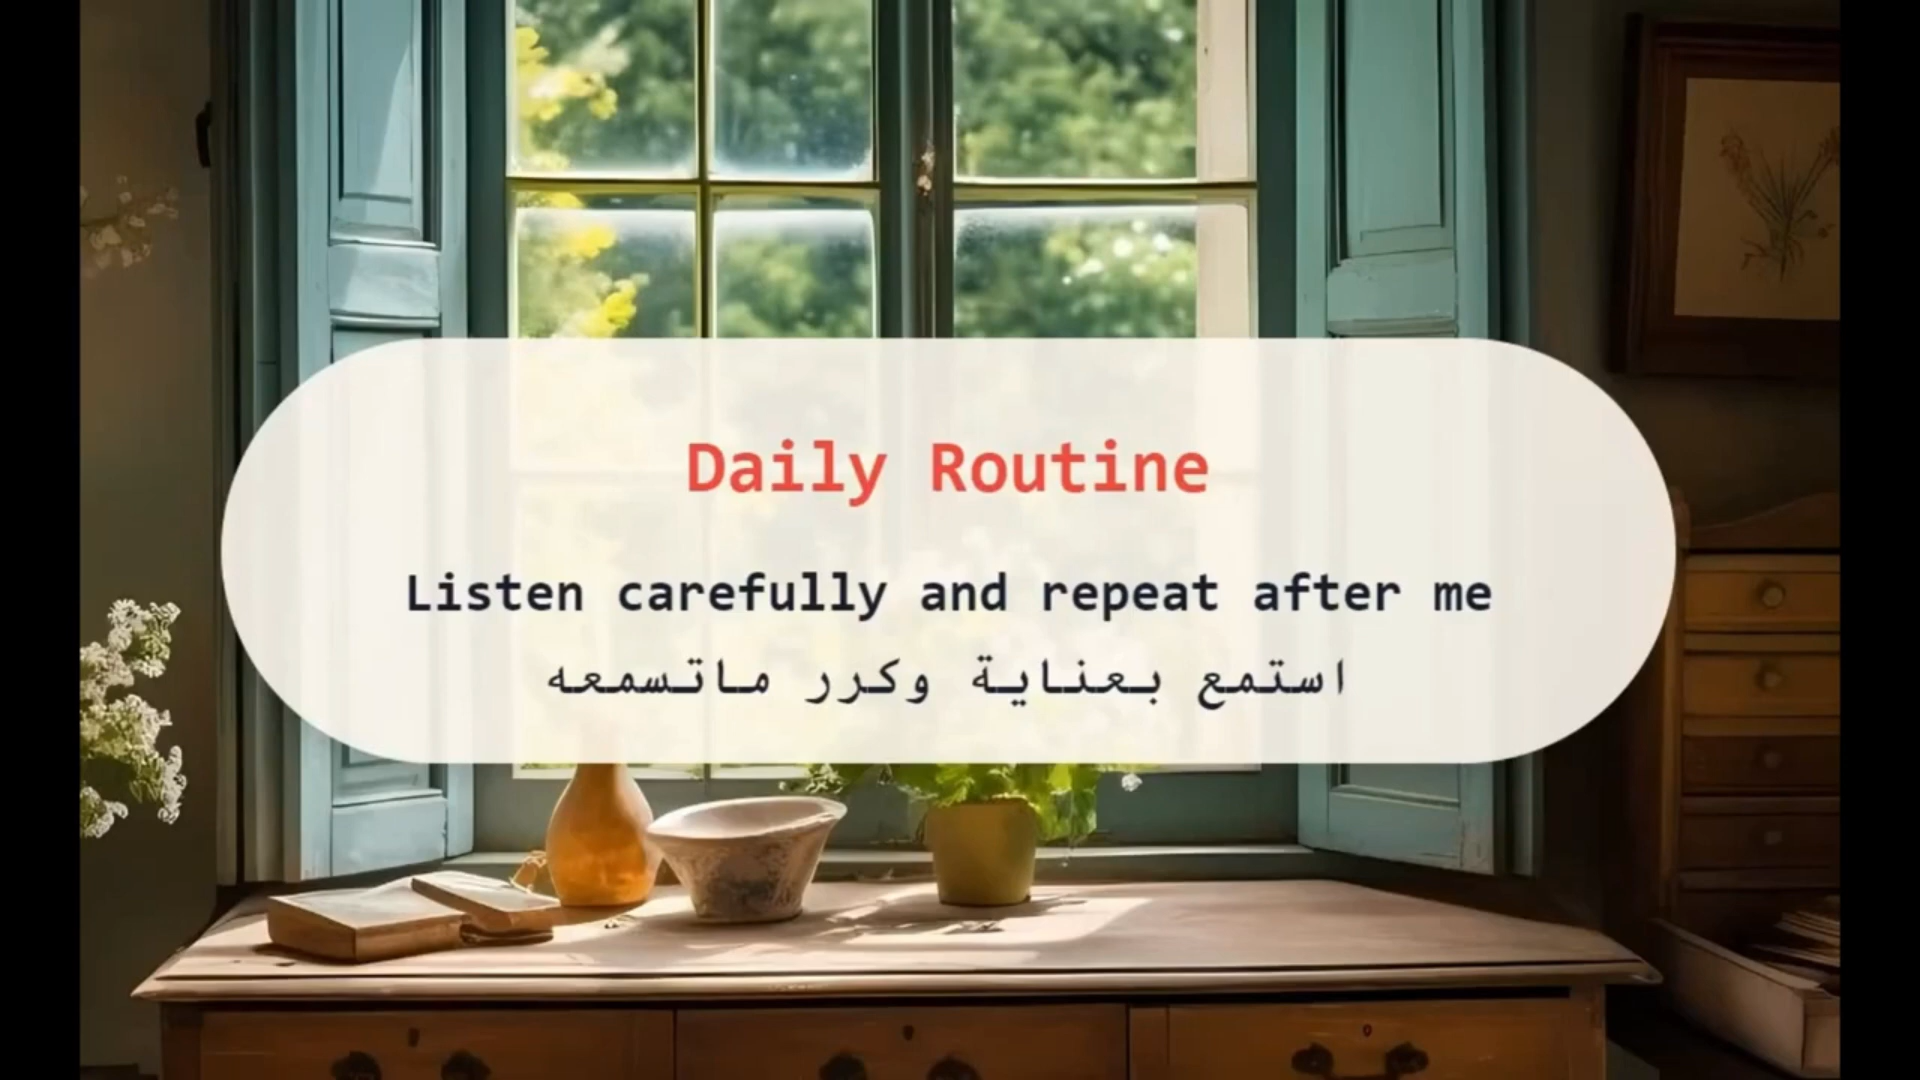 Daily Routine
Listen carefully and repeat after me
استمع بعناية وكرر ماتسمعه